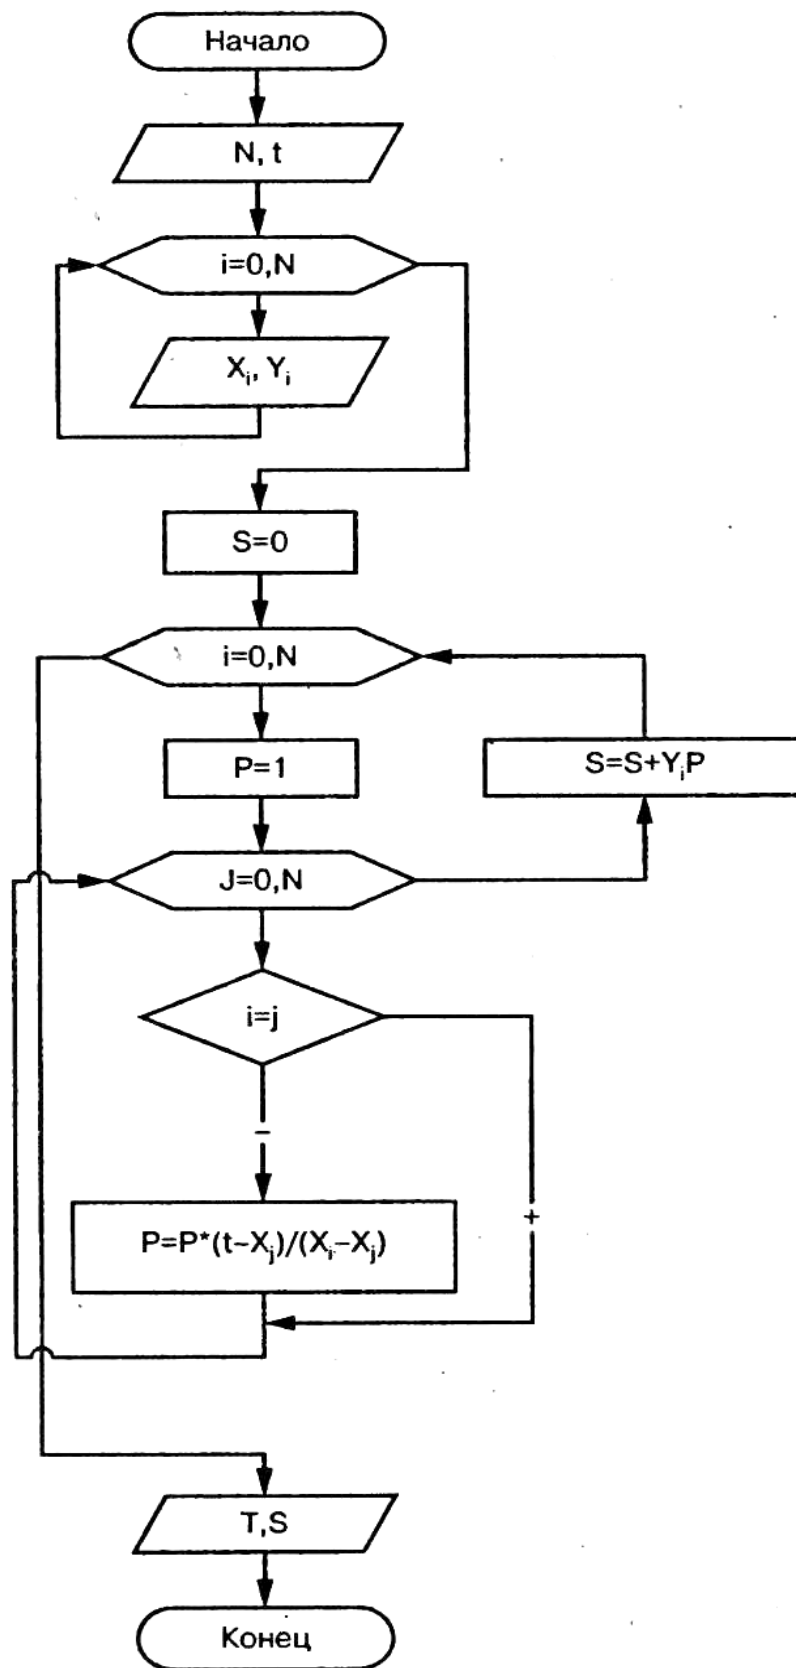 Начало
N, t
i=0,N
Xᵢ, Yᵢ
S=0
i=0,N
P=1
S=S+YᵢP
J=0,N
i=j
–
+
P=P*(t–Xⱼ)/(Xᵢ–Xⱼ)
T,S
Конец